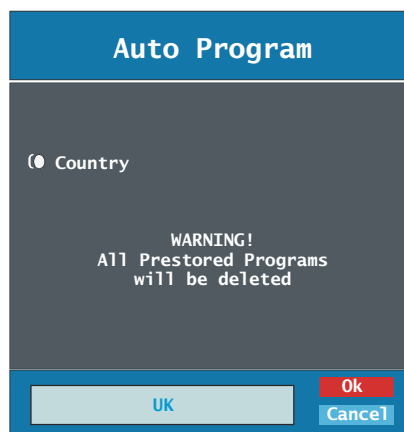 Auto Program
Country
WARNING!
All Prestored Programs
will be deleted
UK
Ok
Cancel